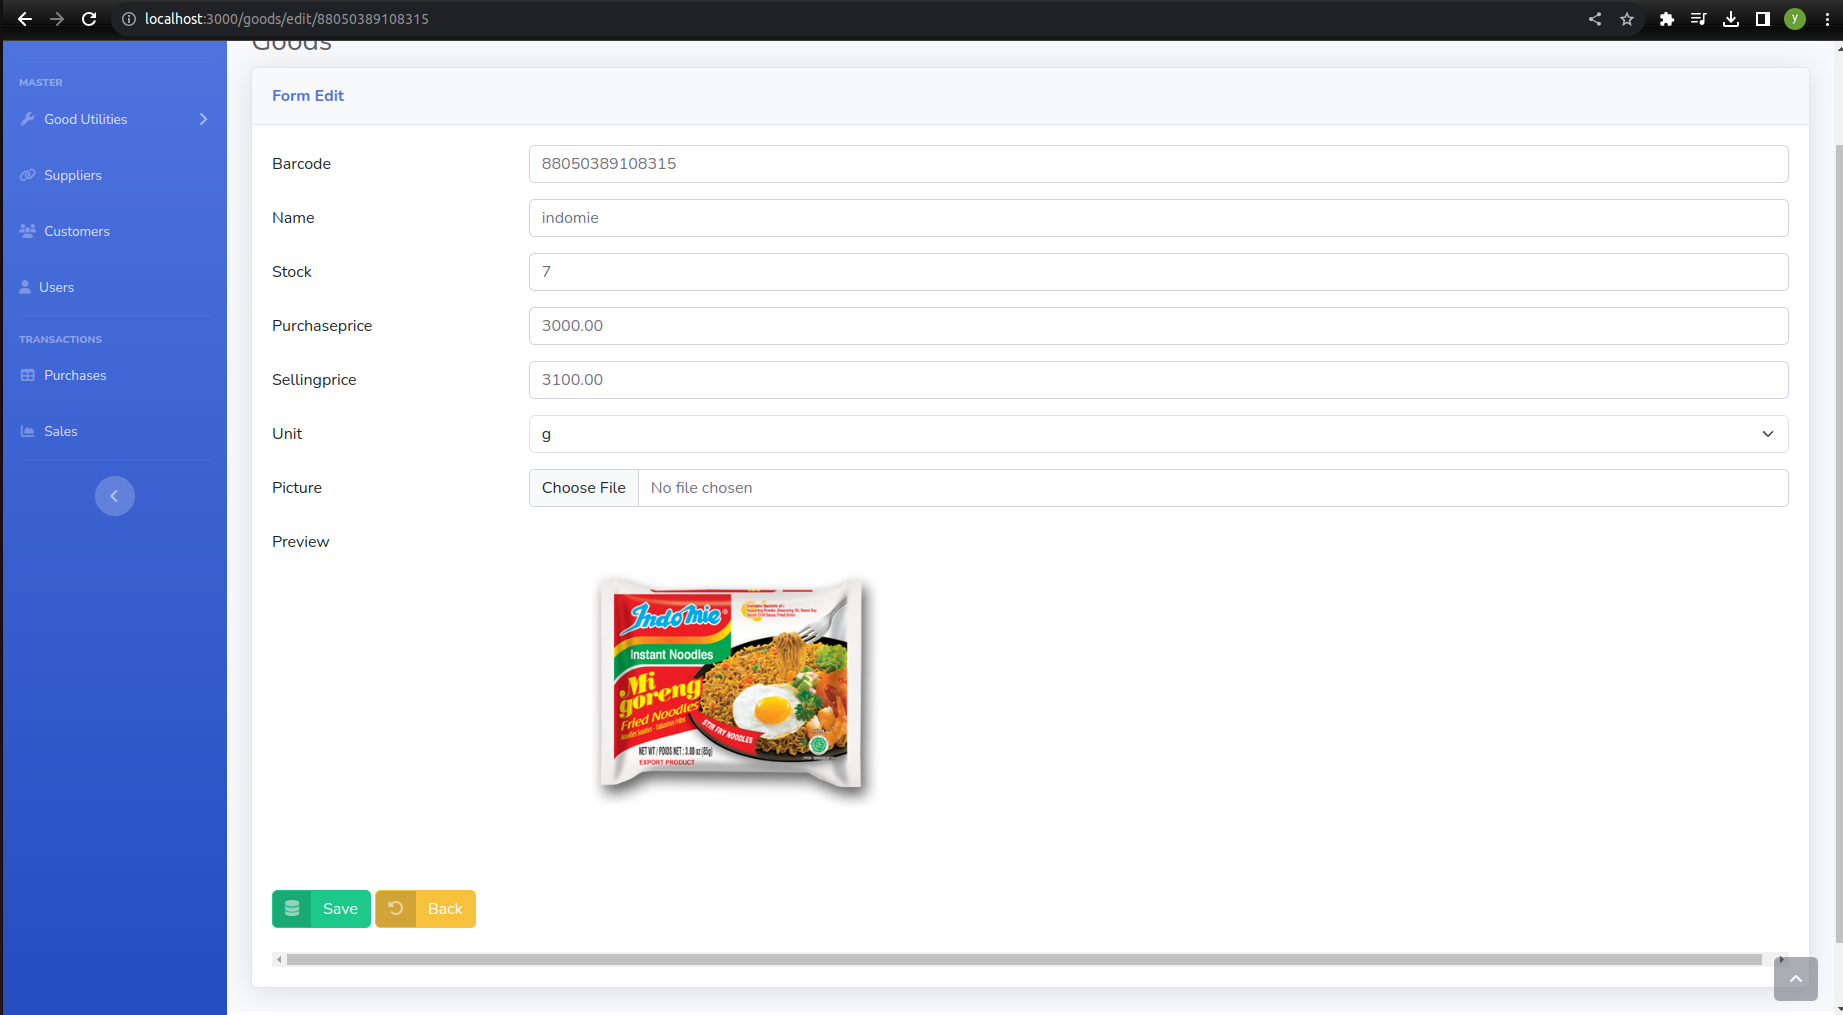 localhost:3000/goods/edit/88050389108315
y
Goods
MASTER
Good Utilities
Suppliers
Customers
Users
TRANSACTIONS
Purchases
Sales
Form Edit
Barcode
88050389108315
Name
indomie
Stock
7
Purchaseprice
3000.00
Sellingprice
3100.00
Unit
g
Picture
Choose File
No file chosen
Preview
Indomie
Instant Noodles
Mi
goreng
Fried Noodles
STIR FRY NOODLES
NET WT / POIDS NET : 3.00 oz (85g)
EXPORT PRODUCT
Save
Back